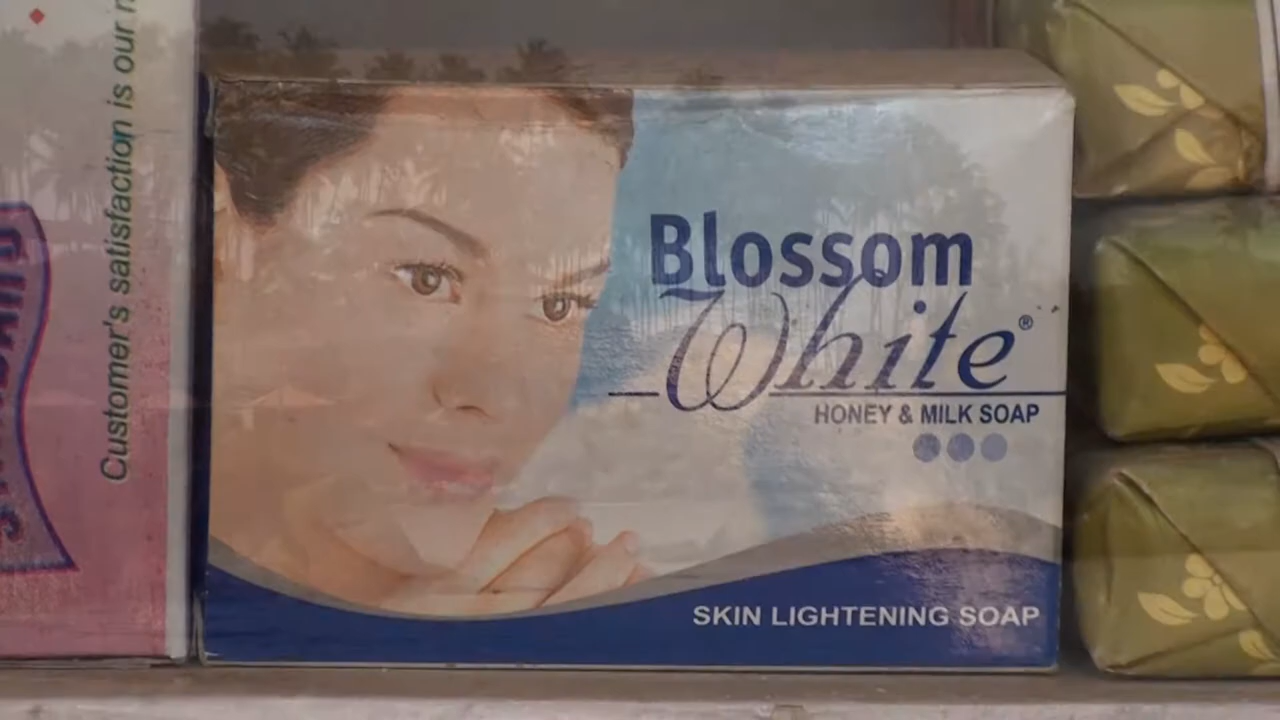 Customer's satisfaction is our
Blossom
White®
HONEY & MILK SOAP
SKIN LIGHTENING SOAP